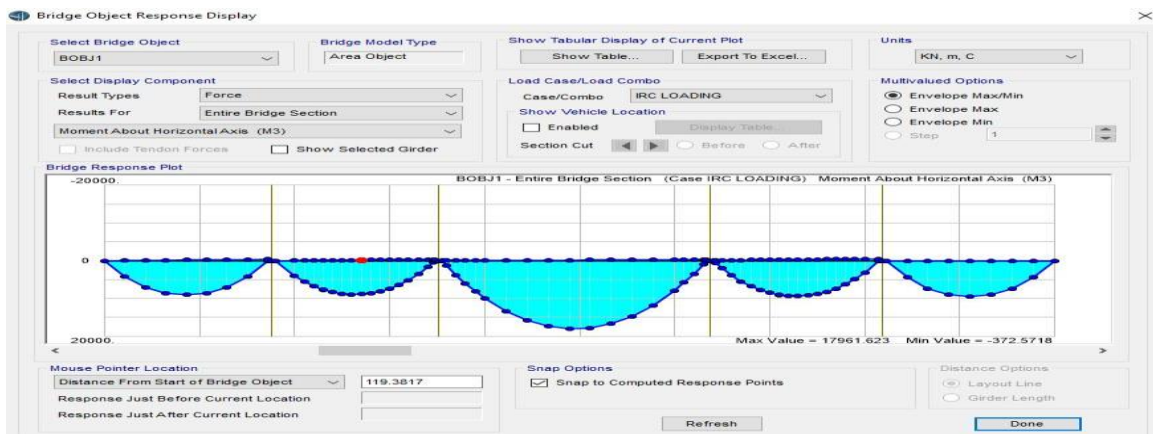 Bridge Object Response Display
Select Bridge Object
BOBJ1
Bridge Model Type
Area Object
Show Tabular Display of Current Plot
Show Table...
Export To Excel...
Units
KN, m, C
Select Display Component
Result Types
Force
Results For
Entire Bridge Section
Moment About Horizontal Axis (M3)
Include Tendon Forces
Show Selected Girder
Load Case/Load Combo
Case/Combo
IRC LOADING
Show Vehicle Location
Enabled
Display Table...
Section Cut
Before
After
Multivalued Options
Envelope Max/Min
Envelope Max
Envelope Min
Step
1
Bridge Response Plot
-20000.
BOBJ1 - Entire Bridge Section (Case IRC LOADING) Moment About Horizontal Axis (M3)
0
20000.
Max Value = 17961.623 Min Value = -372.5718
< >
Mouse Pointer Location
Distance From Start of Bridge Object
119.3817
Response Just Before Current Location
Response Just After Current Location
Snap Options
Snap to Computed Response Points
Distance Options
Layout Line
Girder Length
Refresh
Done